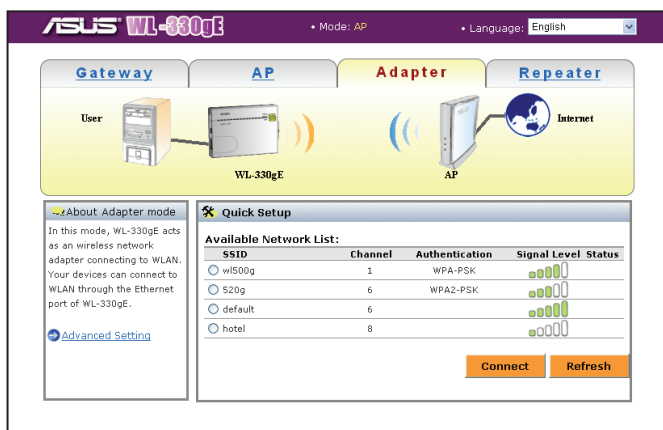 ASUS WL-330gE • Mode: AP • Language: English
Gateway AP Adapter Repeater
User Internet
WL-330gE AP
About Adapter mode
In this mode, WL-330gE acts
as an wireless network
adapter connecting to WLAN.
Your devices can connect to
WLAN through the Ethernet
port of WL-330gE.
Advanced Setting
Quick Setup
Available Network List:
SSID Channel Authentication Signal Level Status
wl500g 1 WPA-PSK
520g 6 WPA2-PSK
default 6
hotel 8
Connect Refresh